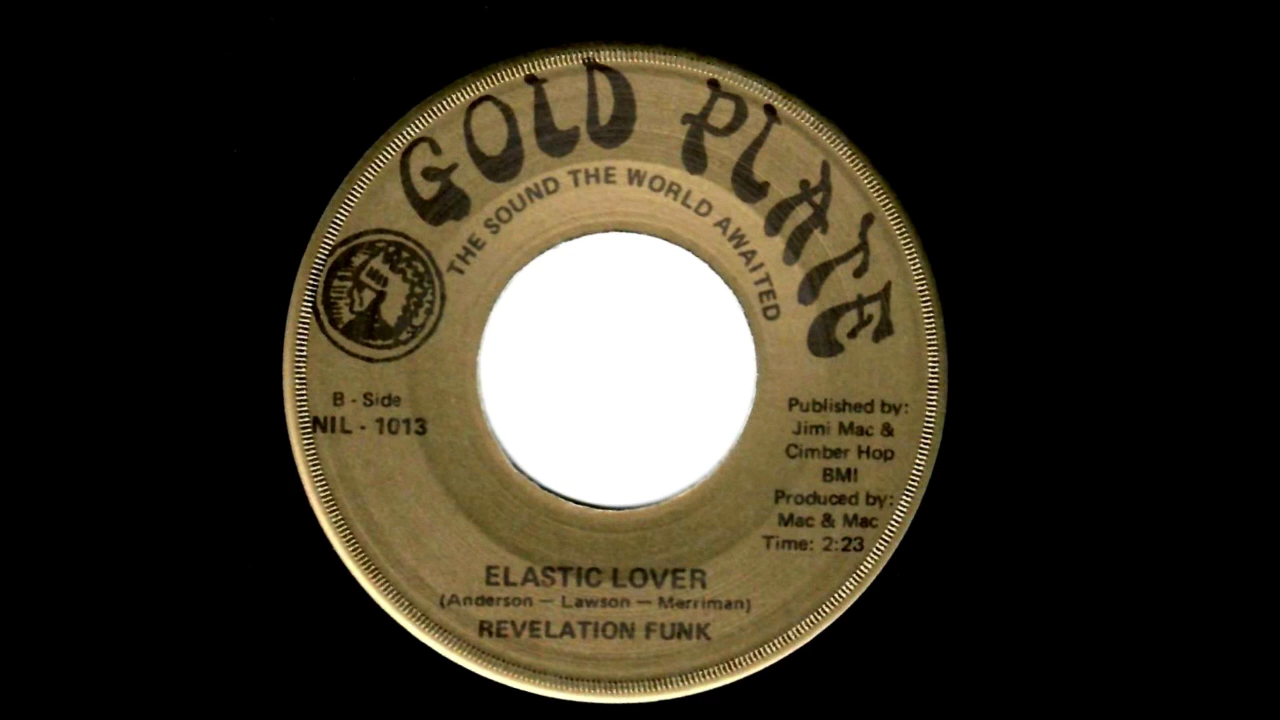 GOLD PLATE
THE SOUND THE WORLD AWAITED
B - Side
NIL - 1013
Published by:
Jimi Mac &
Cimber Hop
BMI
Produced by:
Mac & Mac
Time: 2:23
ELASTIC LOVER
(Anderson — Lawson — Merriman)
REVELATION FUNK